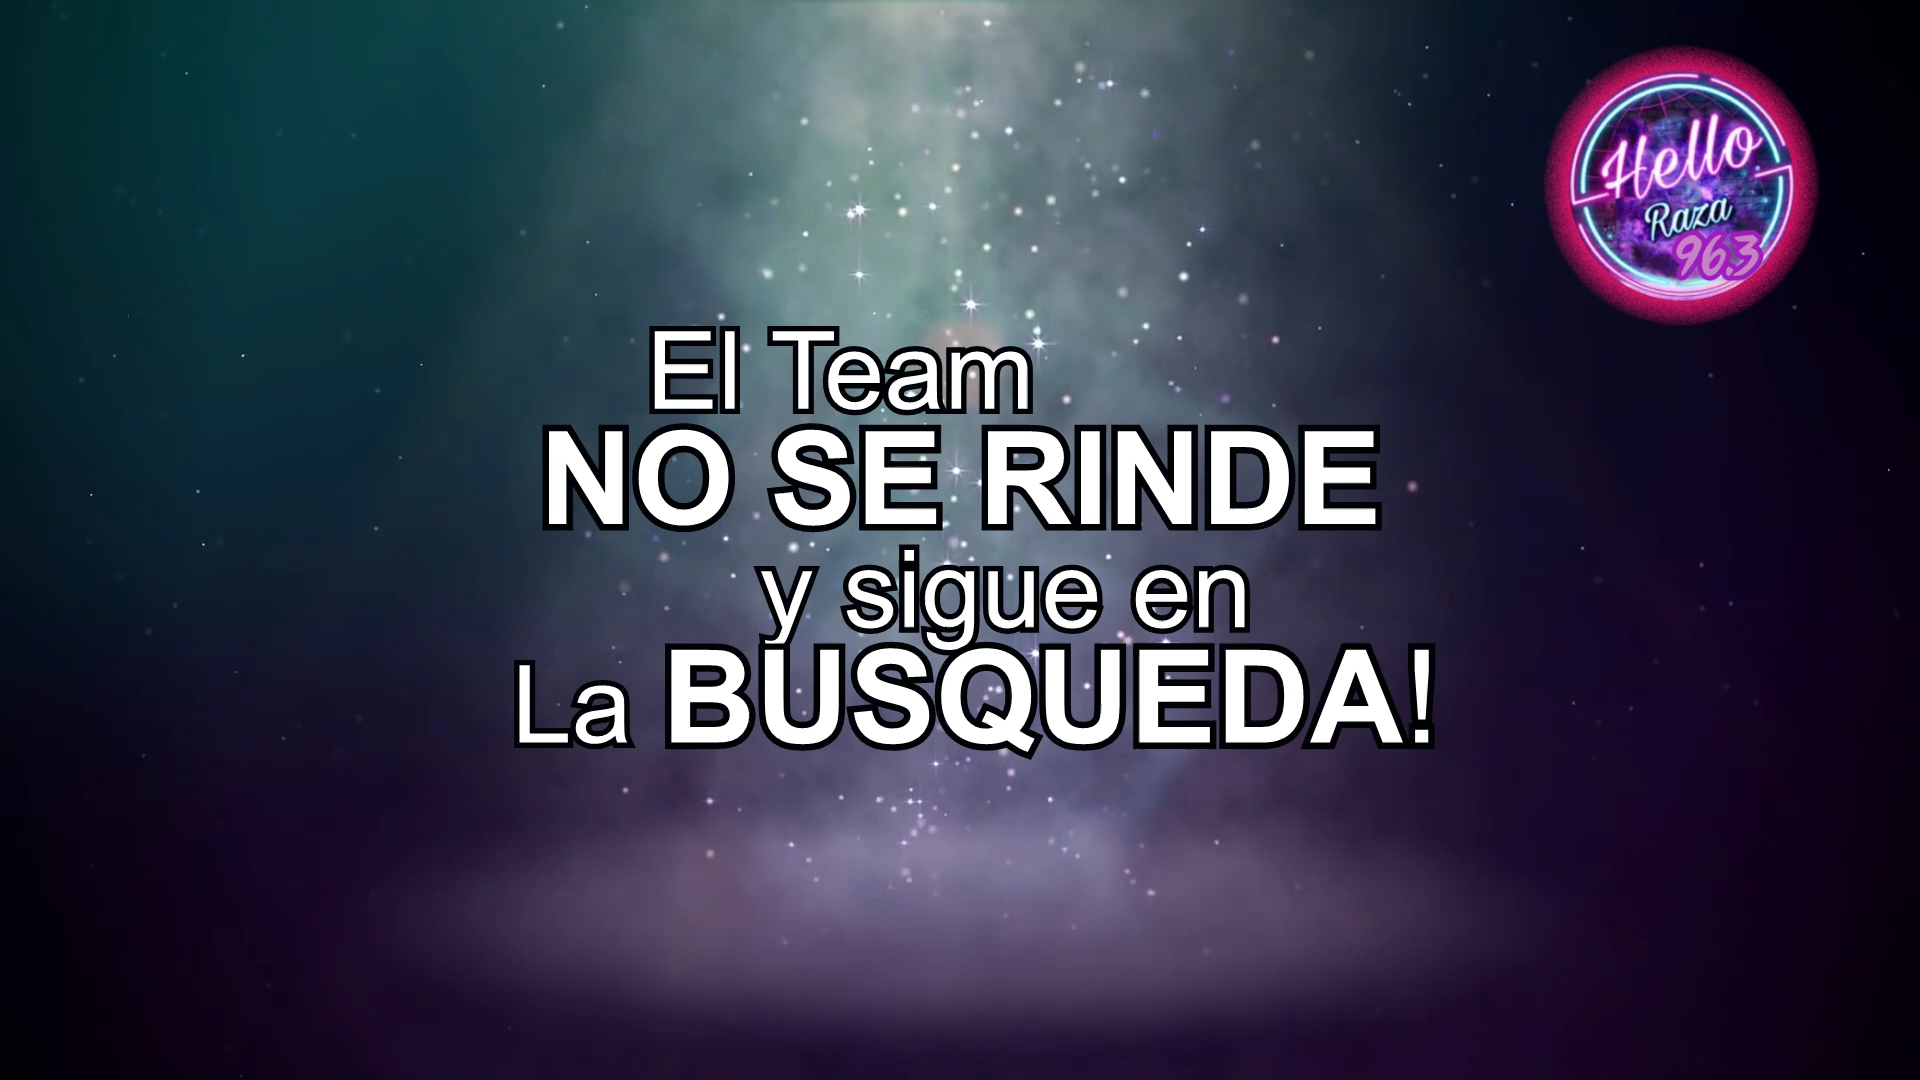 Hello
Raza
96.3
El Team
NO SE RINDE
y sigue en
La BUSQUEDA!